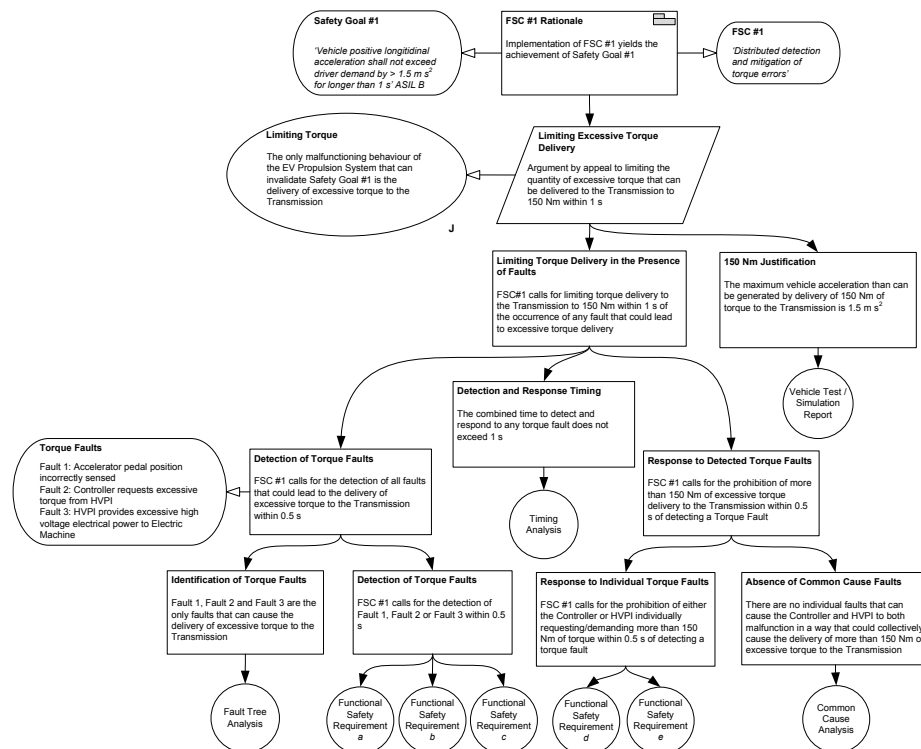 Safety Goal #1
'Vehicle positive longitidinal
acceleration shall not exceed
driver demand by > 1.5 m s²
for longer than 1 s' ASIL B
FSC #1 Rationale
Implementation of FSC #1 yields the
achievement of Safety Goal #1
FSC #1
'Distributed detection
and mitigation of
torque errors'
Limiting Torque
The only malfunctioning behaviour of
the EV Propulsion System that can
invalidate Safety Goal #1 is the
delivery of excessive torque to the
Transmission
J
Limiting Excessive Torque
Delivery
Argument by appeal to limiting the
quantity of excessive torque that can
be delivered to the Transmission to
150 Nm within 1 s
Limiting Torque Delivery in the Presence
of Faults
FSC#1 calls for limiting torque delivery to
the Transmission to 150 Nm within 1 s of
the occurrence of any fault that could lead
to excessive torque delivery
150 Nm Justification
The maximum vehicle acceleration than can
be generated by delivery of 150 Nm of
torque to the Transmission is 1.5 m s²
Vehicle Test /
Simulation
Report
Detection and Response Timing
The combined time to detect and
respond to any torque fault does not
exceed 1 s
Timing
Analysis
Torque Faults
Fault 1: Accelerator pedal position
incorrectly sensed
Fault 2: Controller requests excessive
torque from HVPI
Fault 3: HVPI provides excessive high
voltage electrical power to Electric
Machine
Detection of Torque Faults
FSC #1 calls for the detection of all faults
that could lead to the delivery of
excessive torque to the Transmission
within 0.5 s
Response to Detected Torque Faults
FSC #1 calls for the prohibition of more
than 150 Nm of excessive torque
delivery to the Transmission within 0.5
s of detecting a Torque Fault
Identification of Torque Faults
Fault 1, Fault 2 and Fault 3 are the
only faults that can cause the
delivery of excessive torque to the
Transmission
Detection of Torque Faults
FSC #1 calls for the detection of
Fault 1, Fault 2 or Fault 3 within 0.5
s
Response to Individual Torque Faults
FSC #1 calls for the prohibition of either
the Controller or HVPI individually
requesting/demanding more than 150
Nm of torque within 0.5 s of detecting a
torque fault
Absence of Common Cause Faults
There are no individual faults that can
cause the Controller and HVPI to both
malfunction in a way that could collectively
cause the delivery of more than 150 Nm of
excessive torque to the Transmission
Fault Tree
Analysis
Functional
Safety
Requirement
a
Functional
Safety
Requirement
b
Functional
Safety
Requirement
c
Functional
Safety
Requirement
d
Functional
Safety
Requirement
e
Common
Cause
Analysis